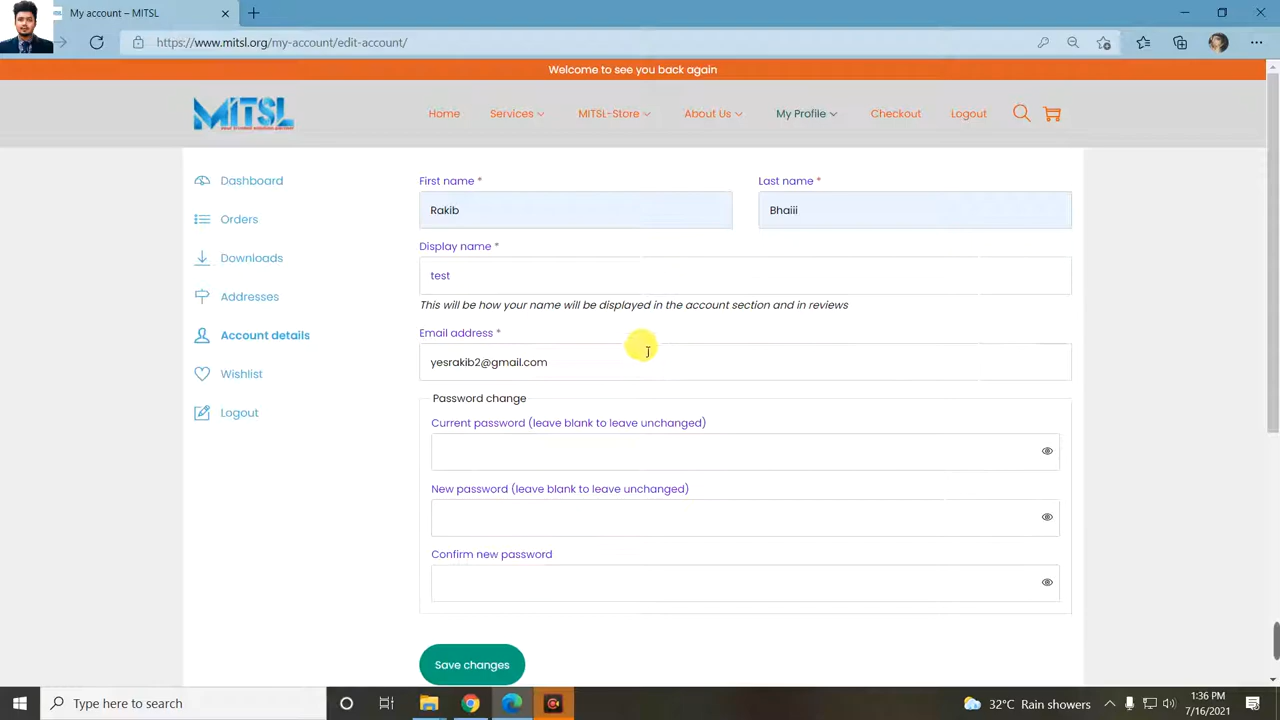 My account – MITSL
https://www.mitsl.org/my-account/edit-account/
Welcome to see you back again
MITSL
Home Services MITSL-Store About Us My Profile Checkout Logout
Dashboard
Orders
Downloads
Addresses
Account details
Wishlist
Logout
First name *
Rakib
Last name *
Bhaiii
Display name *
test
This will be how your name will be displayed in the account section and in reviews
Email address *
yesrakib2@gmail.com
Password change
Current password (leave blank to leave unchanged)
New password (leave blank to leave unchanged)
Confirm new password
Save changes
Type here to search
32°C Rain showers
1:36 PM
7/16/2021